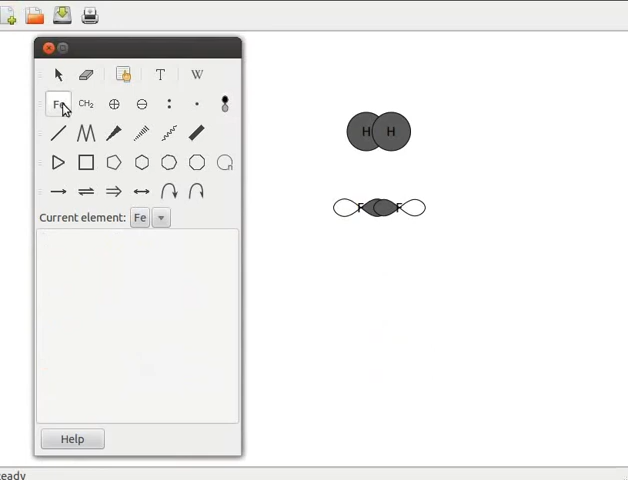 T W
Fe CH₂
H H
F F
Current element: Fe
Help
eady